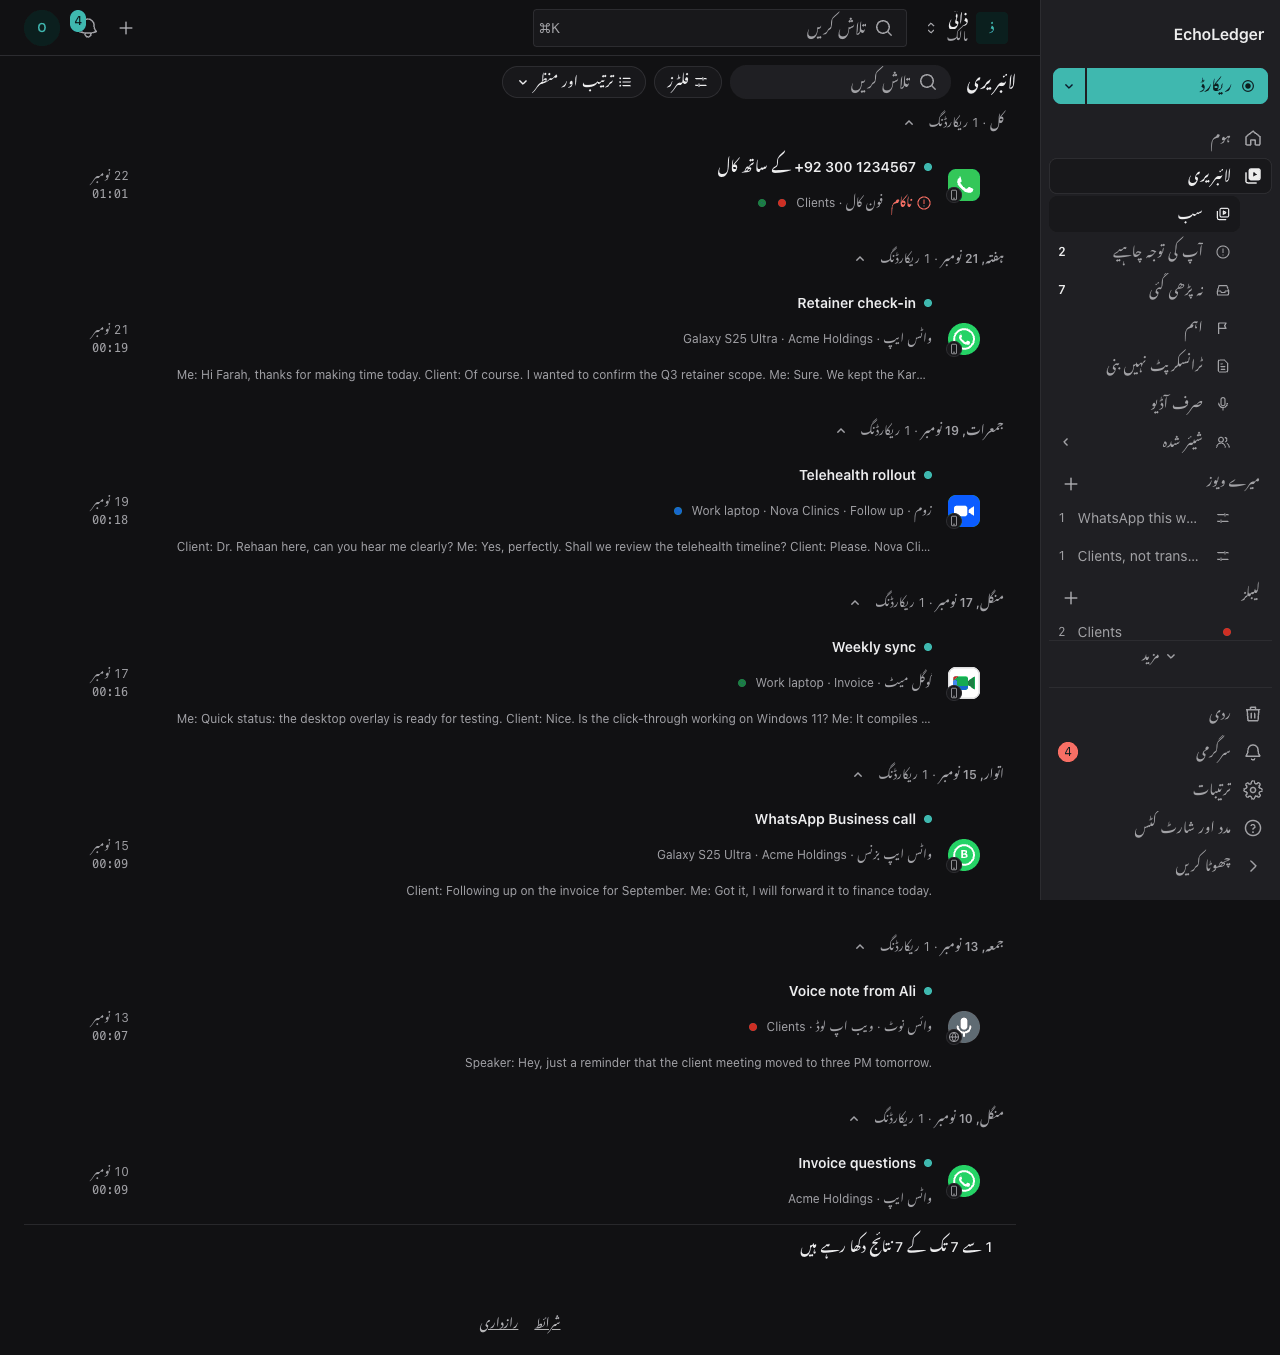 EchoLedger
ریکارڈ
ہوم
لائبریری
سب
آپ کی توجہ چاہیے 2
نہ پڑھی گئی 7
اہم
ٹرانسکرپٹ نہیں بنی
صرف آڈیو
شیئر شدہ
میرے ویوز
WhatsApp this w... 1
Clients, not trans... 1
لیبلز
Clients 2
مزید
ردی
سرگرمی 4
ترتیبات
مدد اور شارٹ کٹس
چھوٹا کریں
ذ
ذاتی
مالک
تلاش کریں ⌘K
4
O
لائبریری
تلاش کریں
فلٹرز
ترتیب اور منظر
کل · 1 ریکارڈنگ
+92 300 1234567 کے ساتھ کال
ناکام فون کال · Clients
22 نومبر
01:01
ہفتہ, 21 نومبر · 1 ریکارڈنگ
Retainer check-in
واٹس ایپ · Galaxy S25 Ultra · Acme Holdings
Me: Hi Farah, thanks for making time today. Client: Of course. I wanted to confirm the Q3 retainer scope. Me: Sure. We kept the Kar...
21 نومبر
00:19
جمعرات, 19 نومبر · 1 ریکارڈنگ
Telehealth rollout
زوم · Work laptop · Nova Clinics · Follow up
Client: Dr. Rehaan here, can you hear me clearly? Me: Yes, perfectly. Shall we review the telehealth timeline? Client: Please. Nova Cli...
19 نومبر
00:18
منگل, 17 نومبر · 1 ریکارڈنگ
Weekly sync
گوگل میٹ · Work laptop · Invoice
Me: Quick status: the desktop overlay is ready for testing. Client: Nice. Is the click-through working on Windows 11? Me: It compiles ...
17 نومبر
00:16
اتوار, 15 نومبر · 1 ریکارڈنگ
WhatsApp Business call
B
واٹس ایپ بزنس · Galaxy S25 Ultra · Acme Holdings
Client: Following up on the invoice for September. Me: Got it, I will forward it to finance today.
15 نومبر
00:09
جمعہ, 13 نومبر · 1 ریکارڈنگ
Voice note from Ali
وائس نوٹ · ویب اپ لوڈ · Clients
Speaker: Hey, just a reminder that the client meeting moved to three PM tomorrow.
13 نومبر
00:07
منگل, 10 نومبر · 1 ریکارڈنگ
Invoice questions
واٹس ایپ · Acme Holdings
10 نومبر
00:09
1 سے 7 تک کے 7 نتائج دکھا رہے ہیں
شرائط رازداری